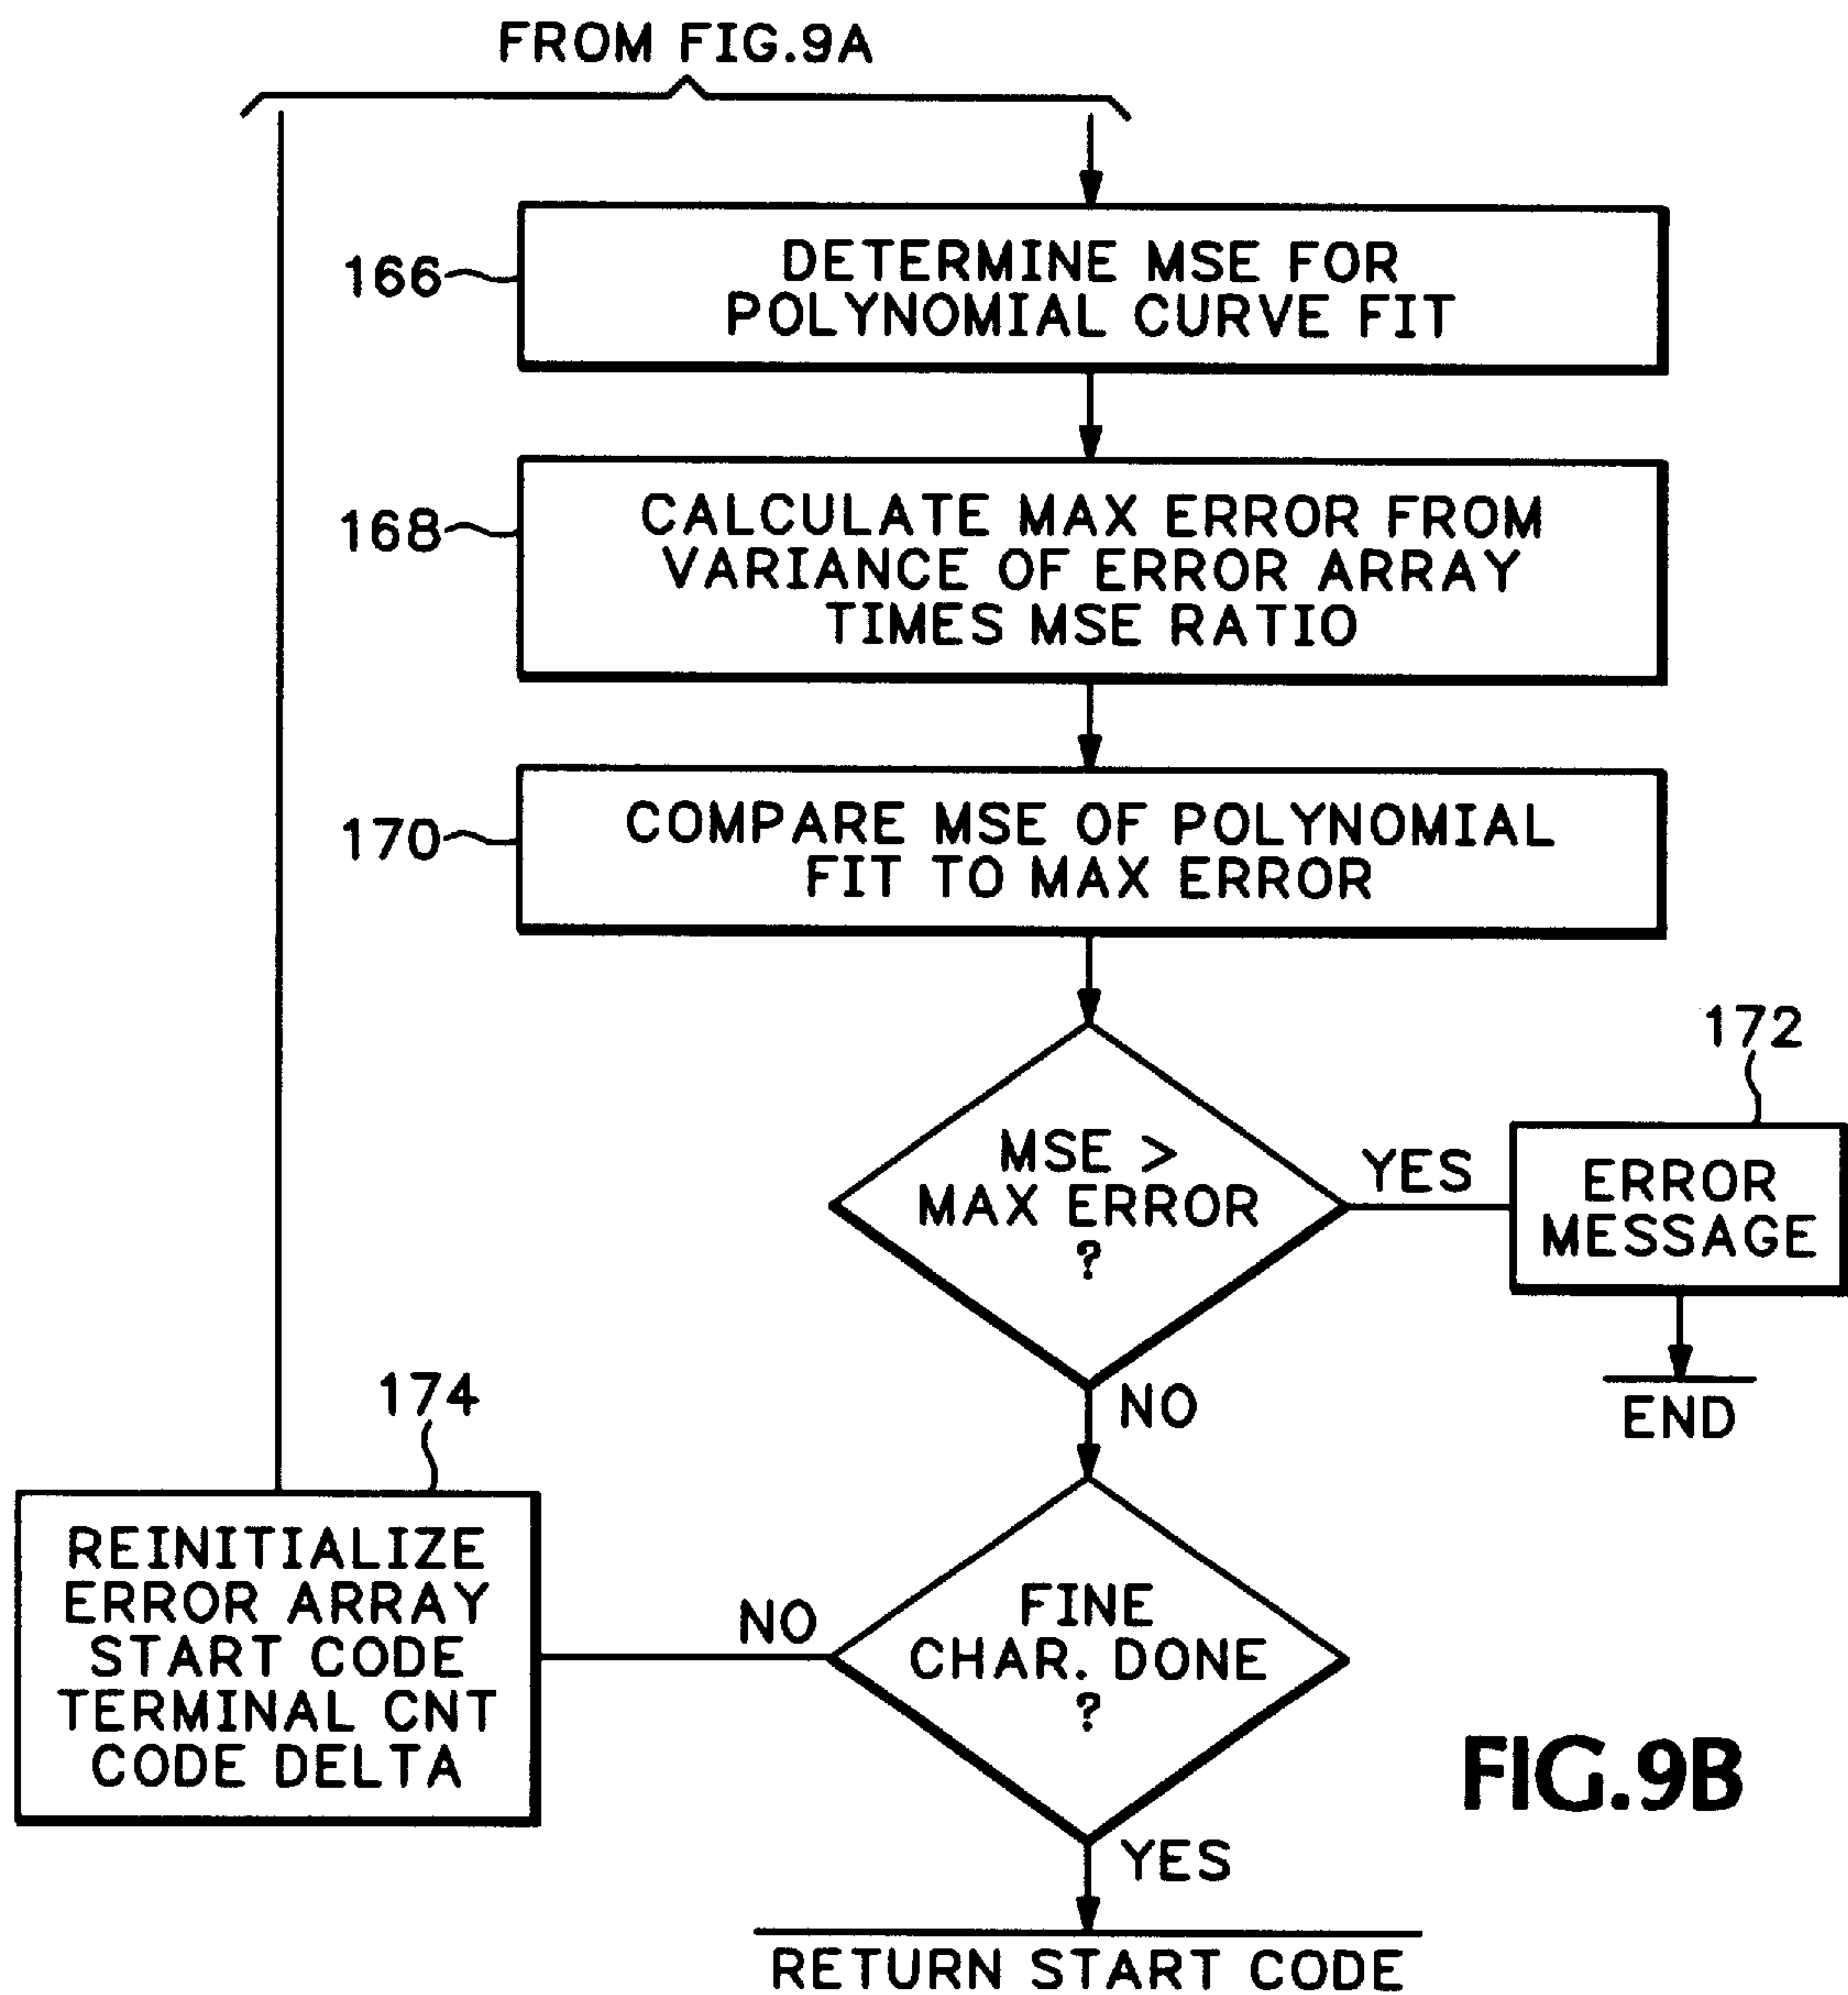 FROM FIG.9A
166
DETERMINE MSE FOR
POLYNOMIAL CURVE FIT
168
CALCULATE MAX ERROR FROM
VARIANCE OF ERROR ARRAY
TIMES MSE RATIO
170
COMPARE MSE OF POLYNOMIAL
FIT TO MAX ERROR
MSE >
MAX ERROR
?
YES
172
ERROR
MESSAGE
END
NO
174
REINITIALIZE
ERROR ARRAY
START CODE
TERMINAL CNT
CODE DELTA
NO
FINE
CHAR. DONE
?
YES
RETURN START CODE
FIG.9B